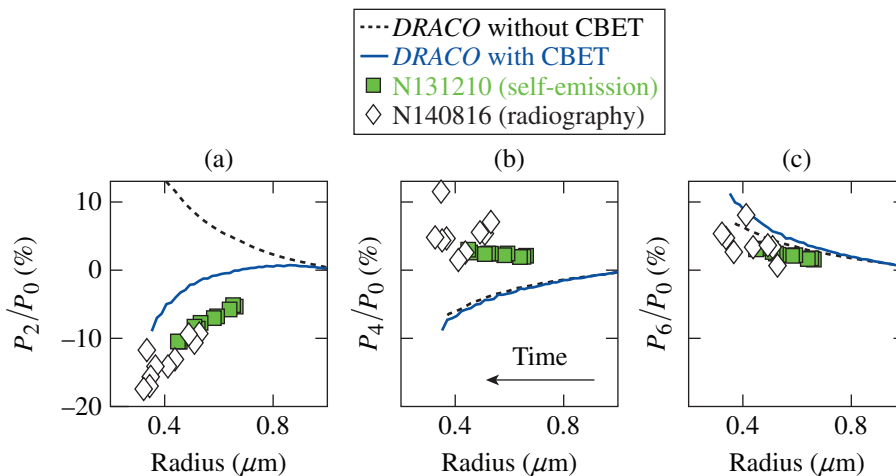 DRACO without CBET
DRACO with CBET
N131210 (self-emission)
N140816 (radiography)
(a) (b) (c)
P2/P0 (%)
10
0
–10
–20
0.4 0.8
Radius (μm)
P4/P0 (%)
Time
0.4 0.8
Radius (μm)
P6/P0 (%)
0.4 0.8
Radius (μm)